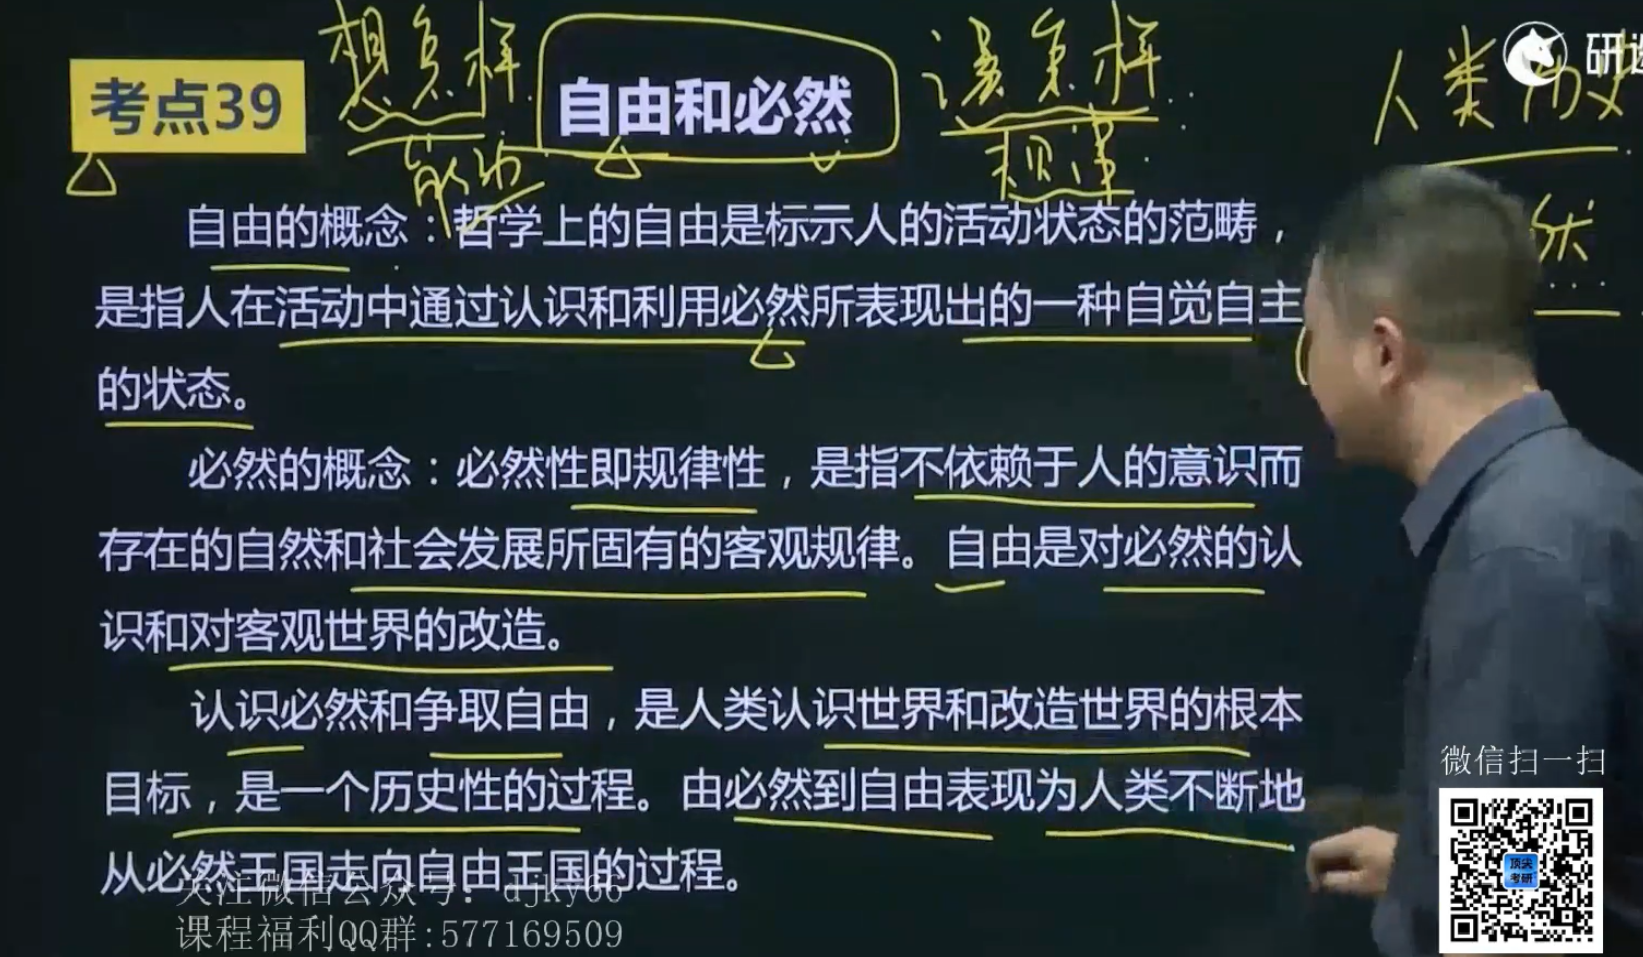 想怎样
该怎样
人类历史
研途
考点39
自由和必然
能动
规律
自由的概念：哲学上的自由是标示人的活动状态的范畴，
然
是指人在活动中通过认识和利用必然所表现出的一种自觉自主
的状态。
必然的概念：必然性即规律性，是指不依赖于人的意识而
存在的自然和社会发展所固有的客观规律。自由是对必然的认
识和对客观世界的改造。
认识必然和争取自由，是人类认识世界和改造世界的根本
目标，是一个历史性的过程。由必然到自由表现为人类不断地
从必然王国走向自由王国的过程。
微信扫一扫
顶尖
考研
关注微信公众号：djky66
课程福利QQ群:577169509